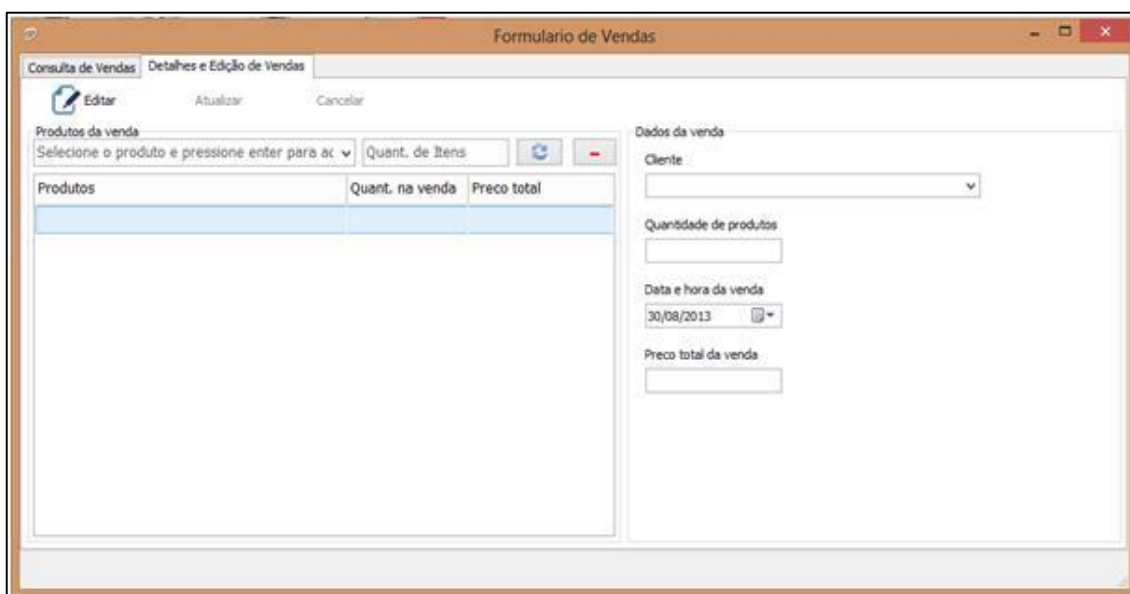 Formulario de Vendas
Consulta de Vendas Detalhes e Edição de Vendas
Editar Atualizar Cancelar
Produtos da venda
Selecione o produto e pressione enter para ac Quant. de Itens
Produtos Quant. na venda Preco total
Dados da venda
Cliente
Quantidade de produtos
Data e hora da venda
30/08/2013
Preco total da venda